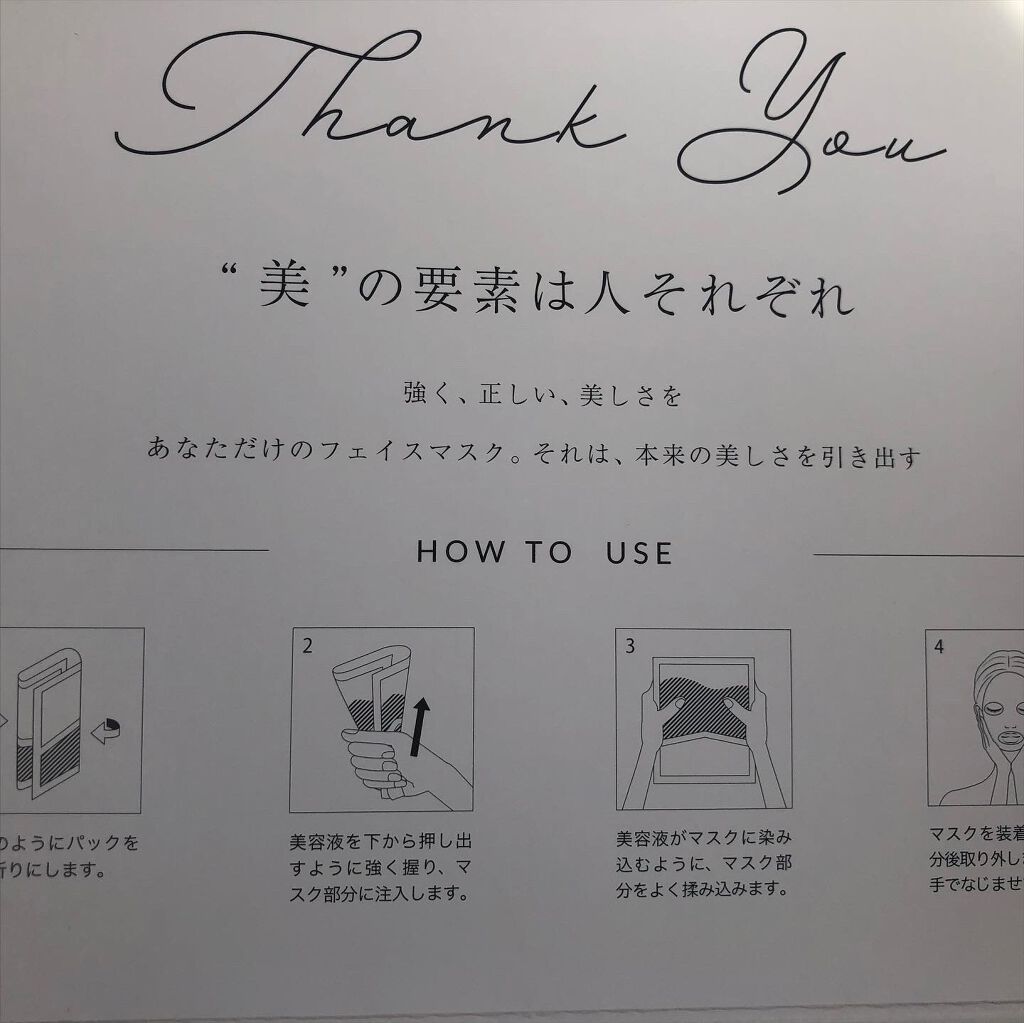 Thank You
“美”の要素は人それぞれ
強く、正しい、美しさを
あなただけのフェイスマスク。それは、本来の美しさを引き出す
HOW TO USE
のようにパックを
折りにします。
2
美容液を下から押し出
すように強く握り、マ
スク部分に注入します。
3
美容液がマスクに染み
込むように、マスク部
分をよく揉み込みます。
4
マスクを装着
分後取り外し
手でなじませ